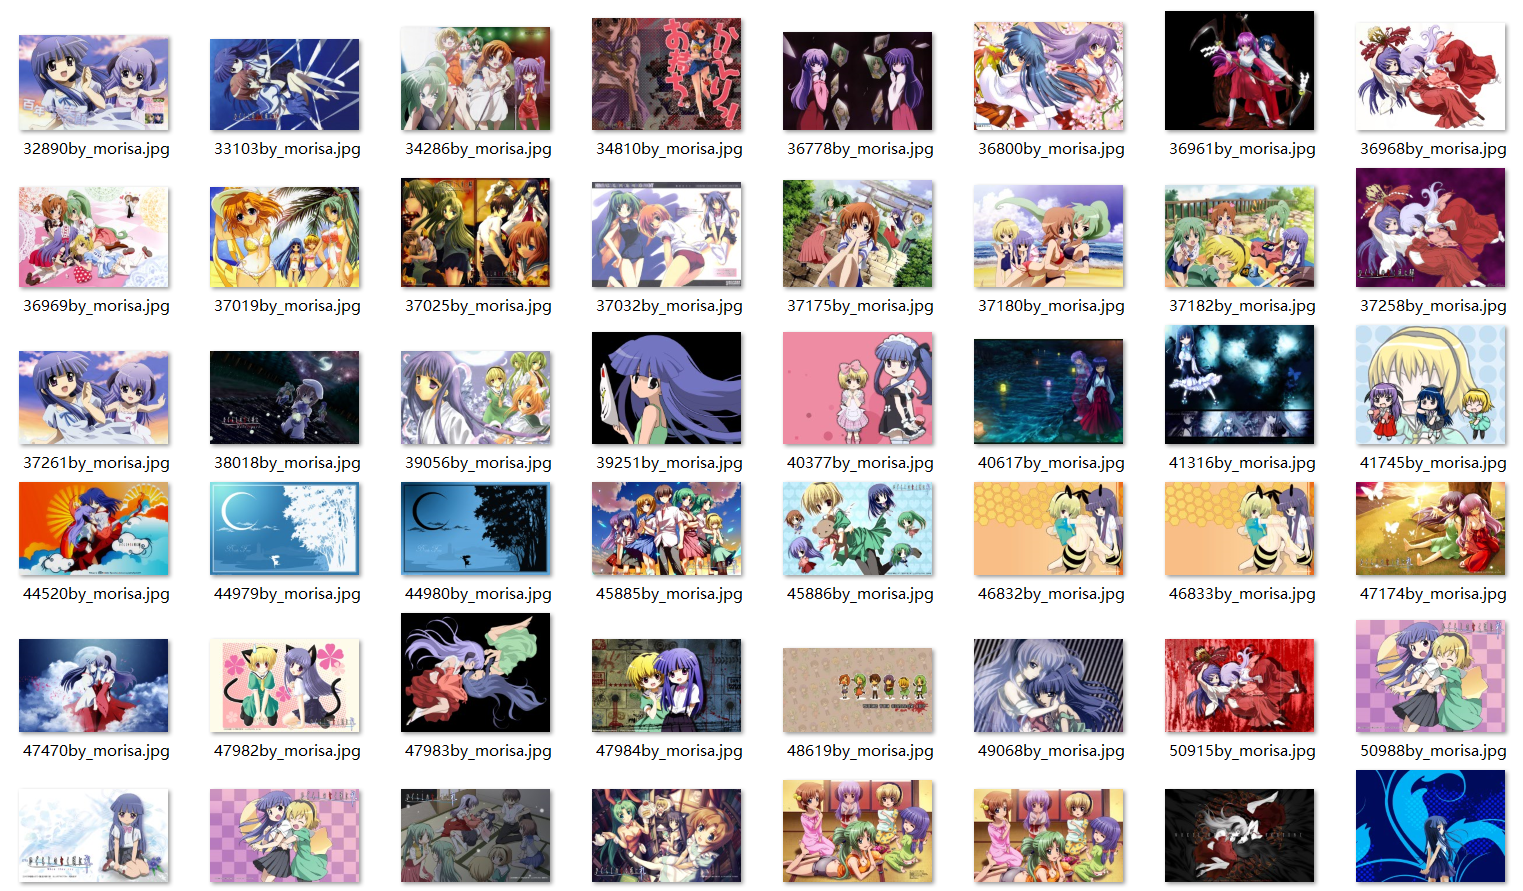 32890by_morisa.jpg
33103by_morisa.jpg
34286by_morisa.jpg
34810by_morisa.jpg
36778by_morisa.jpg
36800by_morisa.jpg
36961by_morisa.jpg
36968by_morisa.jpg
36969by_morisa.jpg
37019by_morisa.jpg
37025by_morisa.jpg
37032by_morisa.jpg
37175by_morisa.jpg
37180by_morisa.jpg
37182by_morisa.jpg
37258by_morisa.jpg
37261by_morisa.jpg
38018by_morisa.jpg
39056by_morisa.jpg
39251by_morisa.jpg
40377by_morisa.jpg
40617by_morisa.jpg
41316by_morisa.jpg
41745by_morisa.jpg
44520by_morisa.jpg
44979by_morisa.jpg
44980by_morisa.jpg
45885by_morisa.jpg
45886by_morisa.jpg
46832by_morisa.jpg
46833by_morisa.jpg
47174by_morisa.jpg
47470by_morisa.jpg
47982by_morisa.jpg
47983by_morisa.jpg
47984by_morisa.jpg
48619by_morisa.jpg
49068by_morisa.jpg
50915by_morisa.jpg
50988by_morisa.jpg